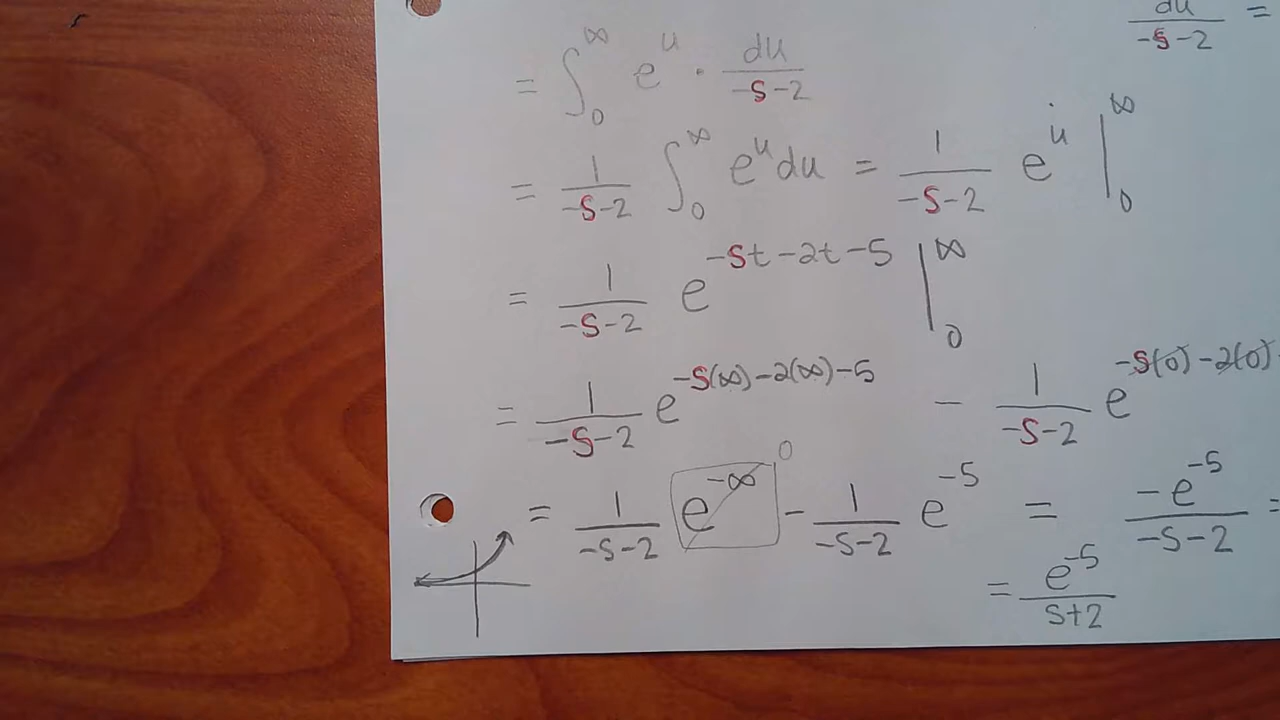 du/(-s-2) =
= ∫₀^∞ e^u · du/(-s-2)
= 1/(-s-2) ∫₀^∞ e^u du = 1/(-s-2) e^u |₀^∞
= 1/(-s-2) e^(-st-2t-5) |₀^∞
= 1/(-s-2) e^(-s(∞)-2(∞)-5) - 1/(-s-2) e^(-s(0)-2(0)
= 1/(-s-2) e^(-∞) 0 - 1/(-s-2) e^(-5) = -e^(-5)/(-s-2) =
= e^(-5)/(s+2)